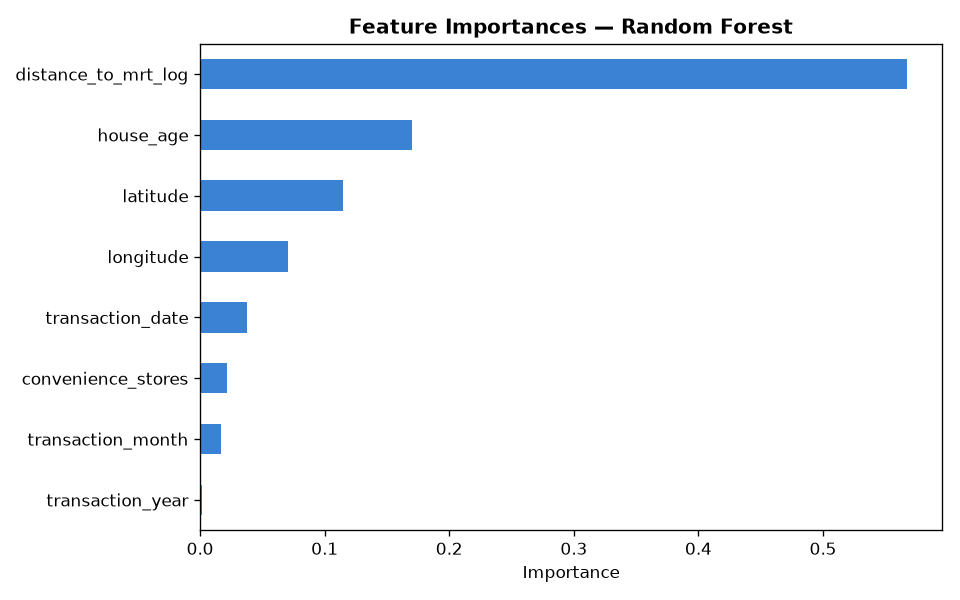 Feature Importances — Random Forest
distance_to_mrt_log
house_age
latitude
longitude
transaction_date
convenience_stores
transaction_month
transaction_year
0.0 0.1 0.2 0.3 0.4 0.5
Importance